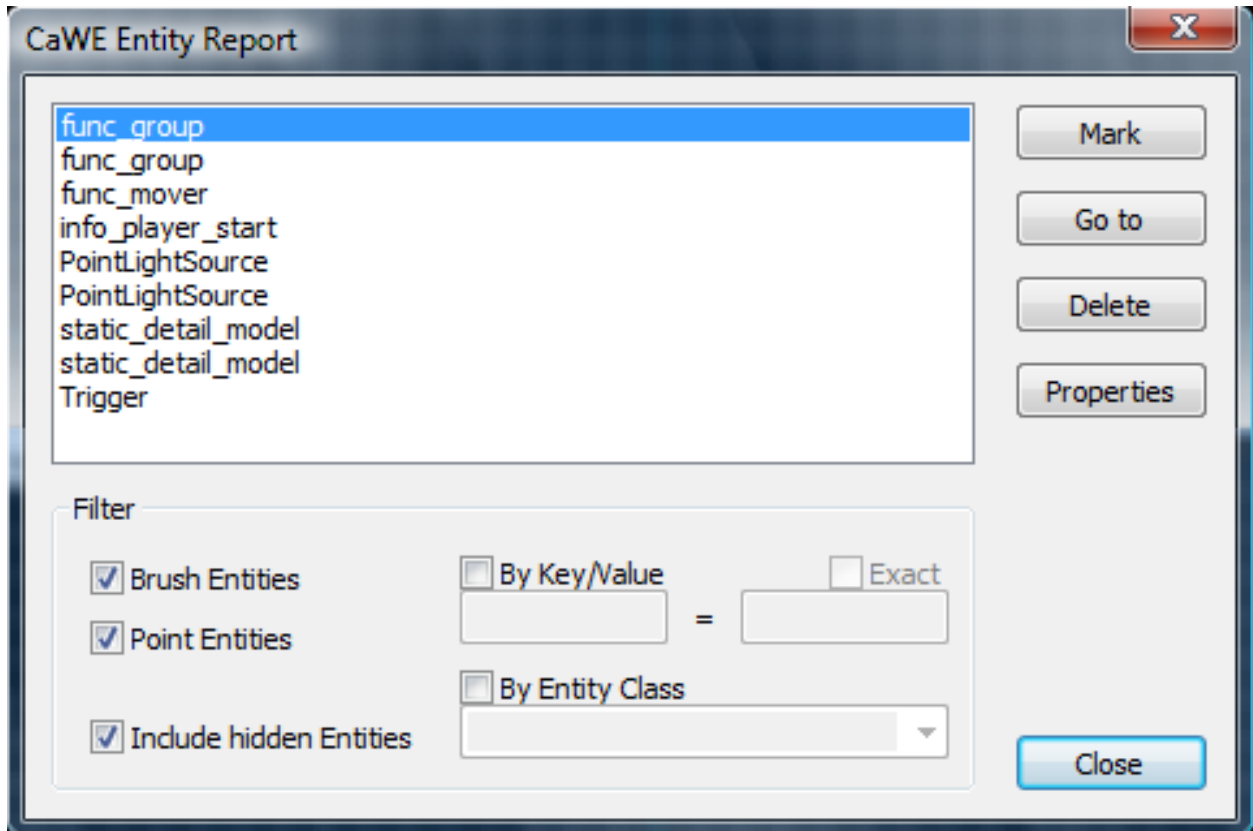 CaWE Entity Report
func_group
func_group
func_mover
info_player_start
PointLightSource
PointLightSource
static_detail_model
static_detail_model
Trigger
Mark
Go to
Delete
Properties
Filter
Brush Entities
By Key/Value
Exact
=
Point Entities
By Entity Class
Include hidden Entities
Close